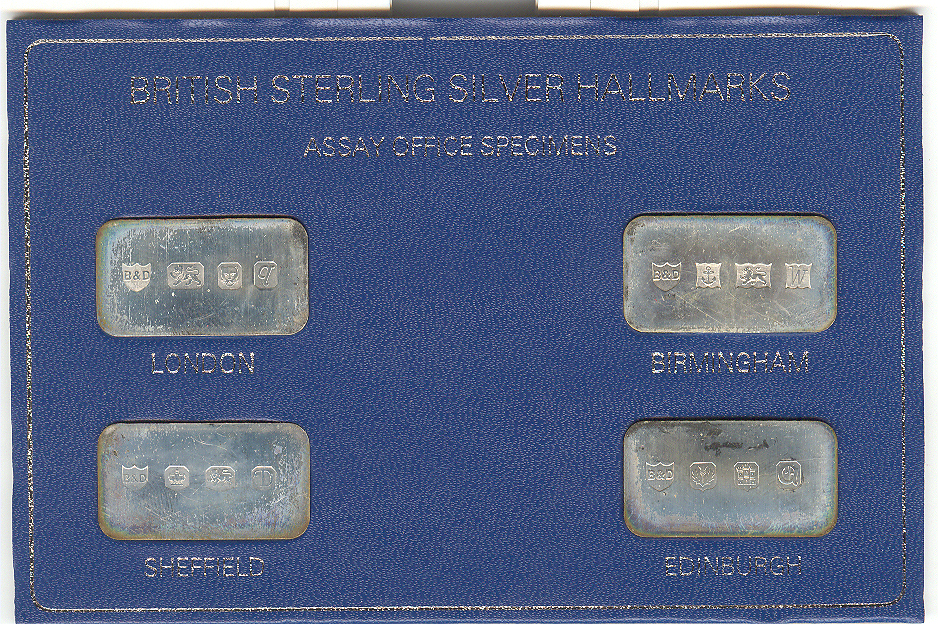 BRITISH STERLING SILVER HALLMARKS
ASSAY OFFICE SPECIMENS
B&D q
B&D W
LONDON
BIRMINGHAM
B&D D
B&D
SHEFFIELD
EDINBURGH